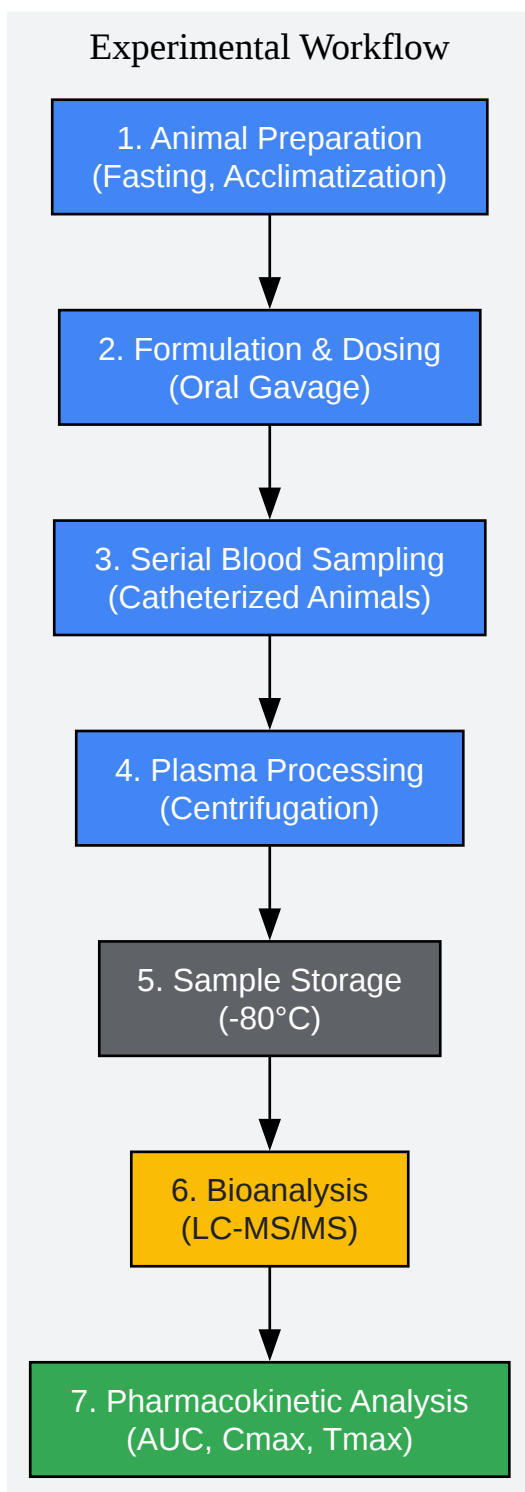 Experimental Workflow
1. Animal Preparation
(Fasting, Acclimatization)
2. Formulation & Dosing
(Oral Gavage)
3. Serial Blood Sampling
(Catheterized Animals)
4. Plasma Processing
(Centrifugation)
5. Sample Storage
(-80°C)
6. Bioanalysis
(LC-MS/MS)
7. Pharmacokinetic Analysis
(AUC, Cmax, Tmax)